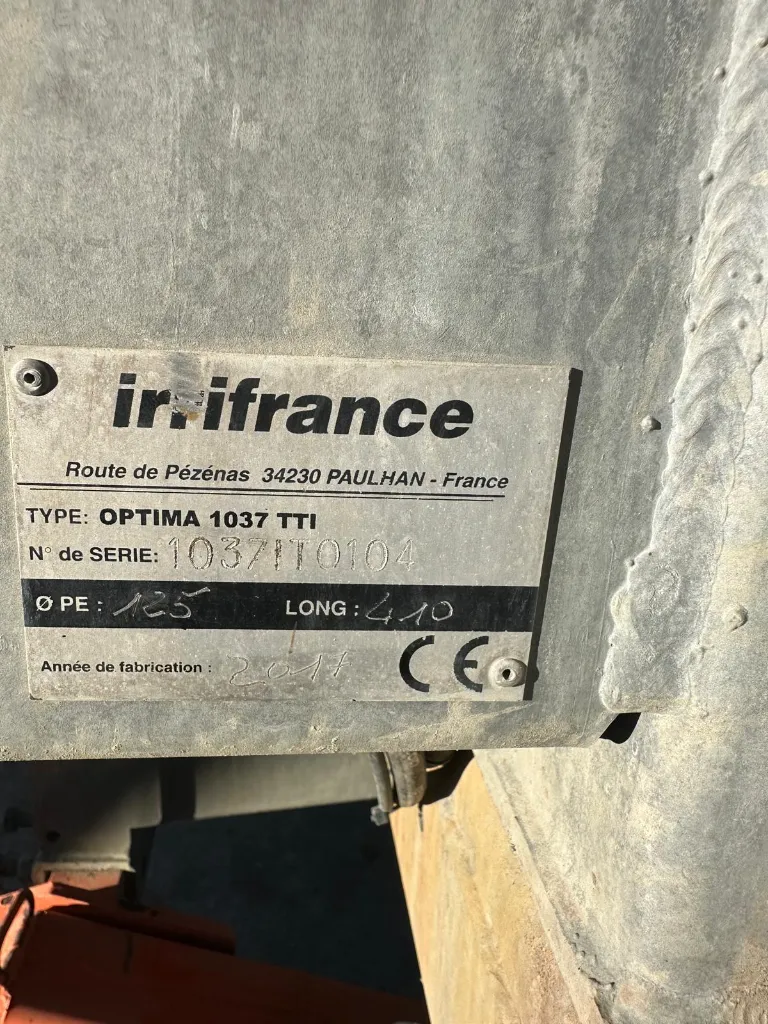 irrifrance
Route de Pézénas 34230 PAULHAN - France
TYPE: OPTIMA 1037 TTI
N° de SERIE: 1037IT0104
Ø PE : 125 LONG : 410
Année de fabrication : 2017 CE